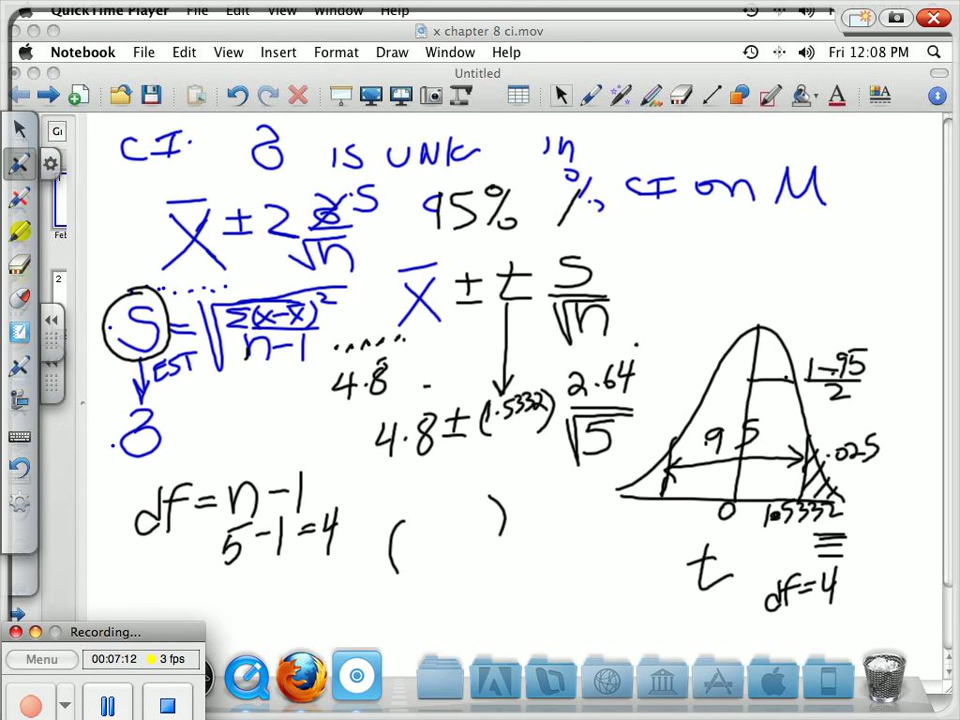 QuickTime Player File Edit View Window Help
x chapter 8 ci.mov
Notebook File Edit View Insert Format Draw Window Help Fri 12:08 PM
Untitled
CI. IS UNK in
95% % CI on M
X̄ ± 2 S/√n
X̄ ± t S/√n
S = √(Σ(x-x̄)²/n-1)
EST
4.8
4.8 ± (1.5332) 2.64/√5
df = n-1
5-1=4
( )
1-.95/2
.95 .025
0 1.5332
t
df=4
Feb
2
Recording...
Menu 00:07:12 3 fps